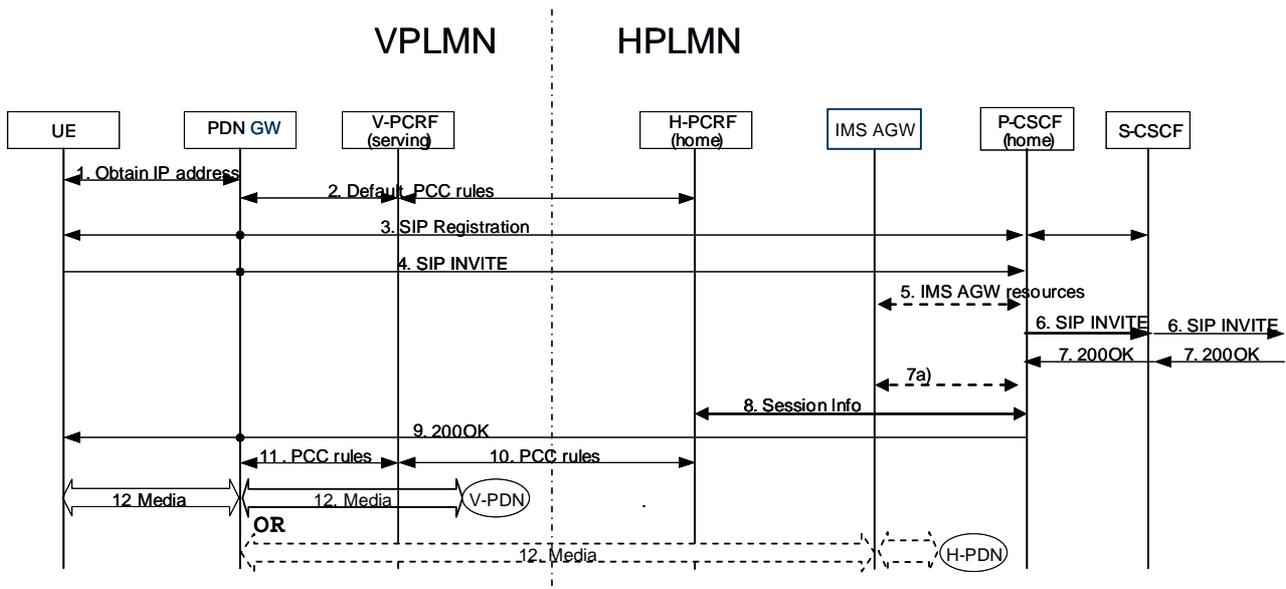 VPLMN HPLMN
UE
PDN GW
V-PCRF
(serving)
H-PCRF
(home)
IMS AGW
P-CSCF
(home)
S-CSCF
1. Obtain IP address
2. Default PCC rules
3. SIP Registration
4. SIP INVITE
5. IMS AGW resources
6. SIP INVITE
6. SIP INVITE
7. 200OK
7. 200OK
7a)
8. Session Info
9. 200OK
11. PCC rules
10. PCC rules
12 Media
12. Media
V-PDN
OR
12. Media
H-PDN